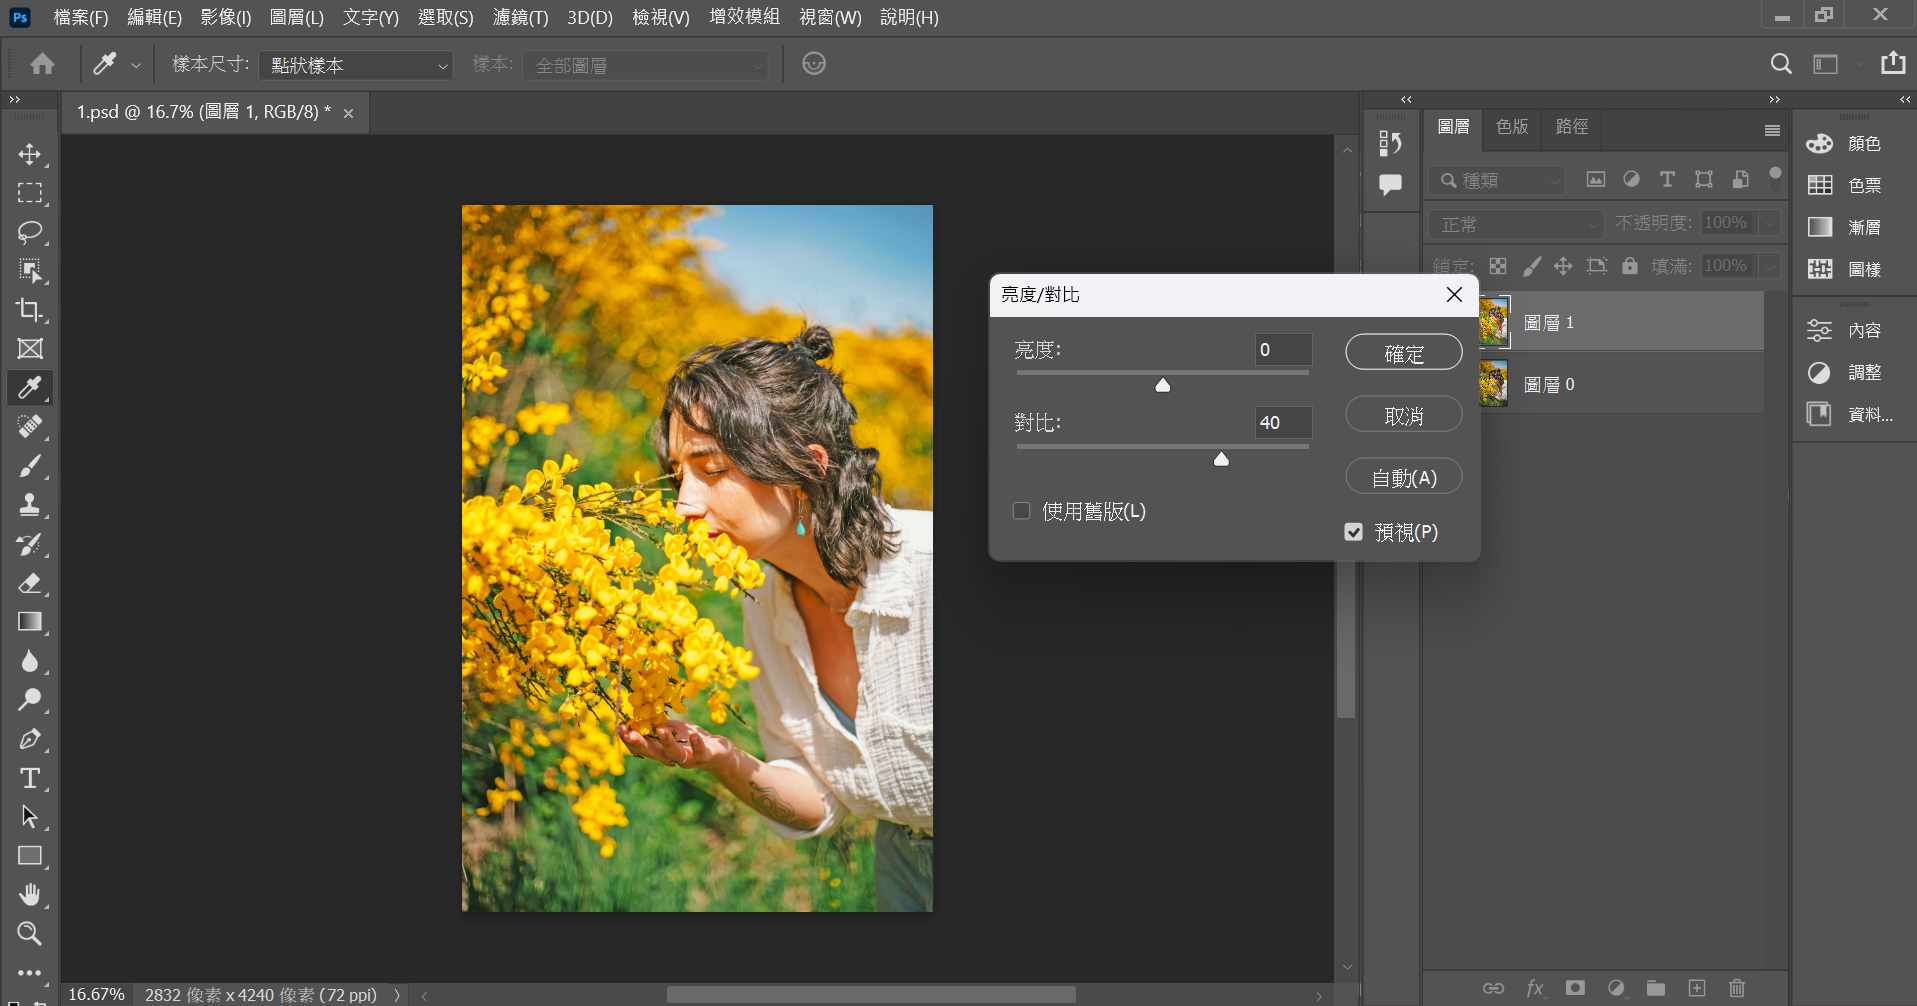 Ps 檔案(F) 編輯(E) 影像(I) 圖層(L) 文字(Y) 選取(S) 濾鏡(T) 3D(D) 檢視(V) 增效模組 視窗(W) 說明(H)
樣本尺寸: 點狀樣本 樣本: 全部圖層
1.psd @ 16.7% (圖層 1, RGB/8) *
圖層 色版 路徑
種類
正常 不透明度: 100%
鎖定: 填滿: 100%
圖層 1
圖層 0
顏色
色票
漸層
圖樣
內容
調整
資料...
亮度/對比
亮度: 0
對比: 40
使用舊版(L)
確定
取消
自動(A)
預視(P)
16.67% 2832 像素 x 4240 像素 (72 ppi)
fx